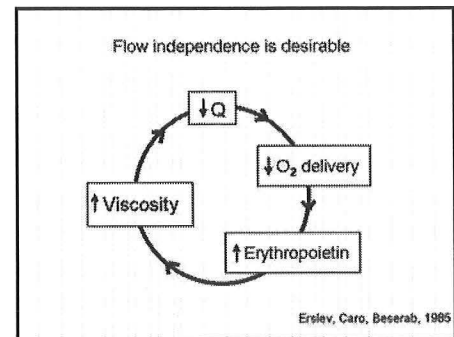 Flow independence is desirable
↓Q
↓O₂ delivery
↑Erythropoietin
↑Viscosity
Erslev, Caro, Beserab, 1985